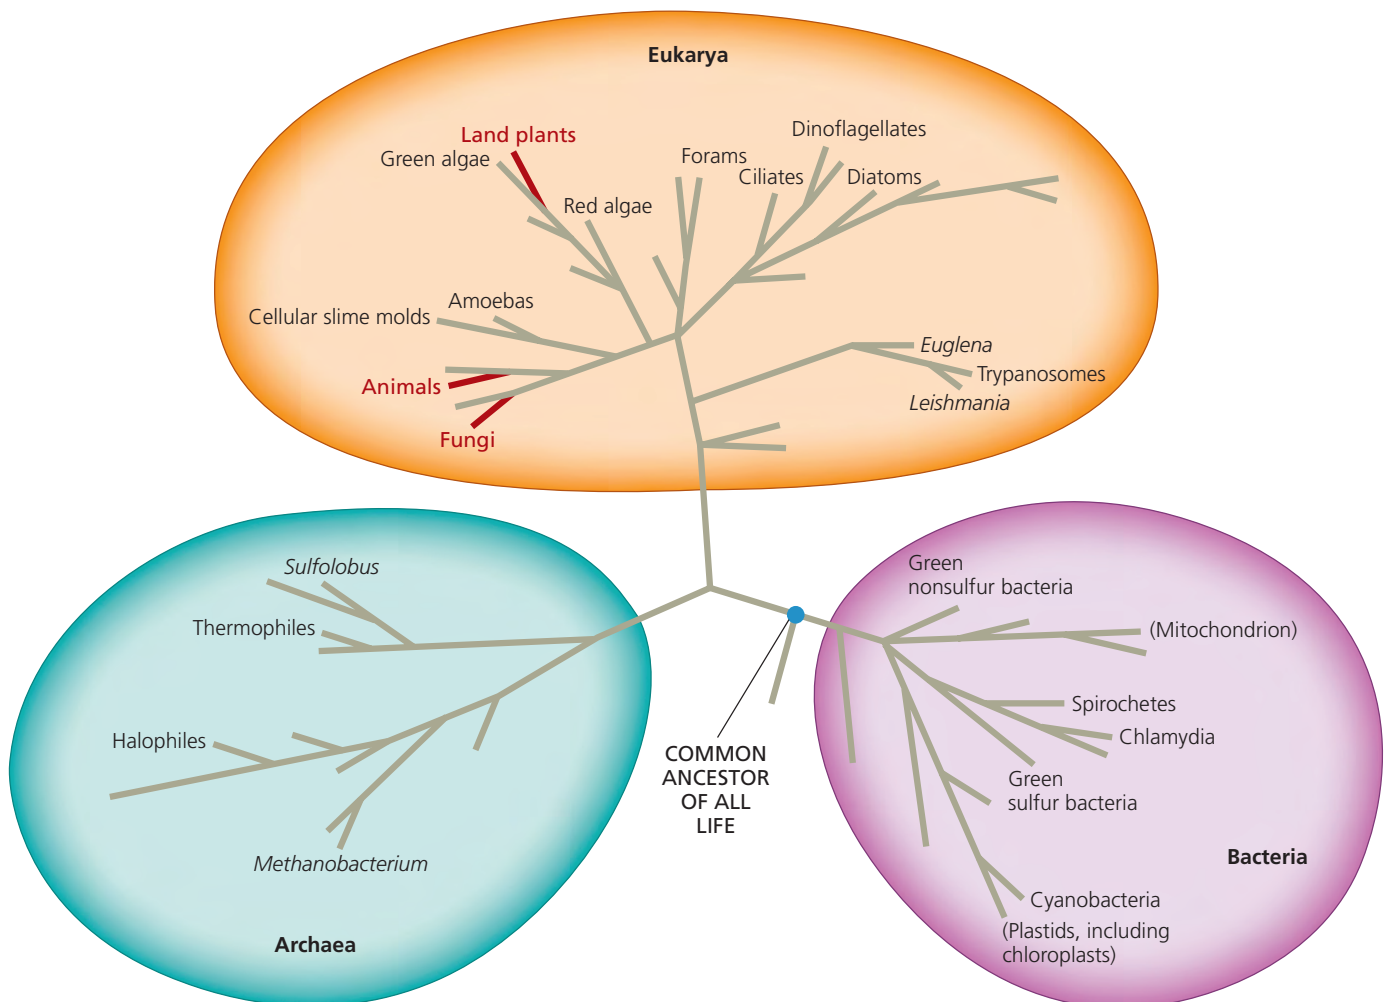 Eukarya
Dinoflagellates
Land plants
Green algae
Forams
Ciliates
Diatoms
Red algae
Amoebas
Cellular slime molds
Euglena
Trypanosomes
Animals
Leishmania
Fungi
Sulfolobus
Thermophiles
Halophiles
Methanobacterium
Archaea
COMMON
ANCESTOR
OF ALL
LIFE
Green
nonsulfur bacteria
(Mitochondrion)
Spirochetes
Chlamydia
Green
sulfur bacteria
Bacteria
Cyanobacteria
(Plastids, including
chloroplasts)